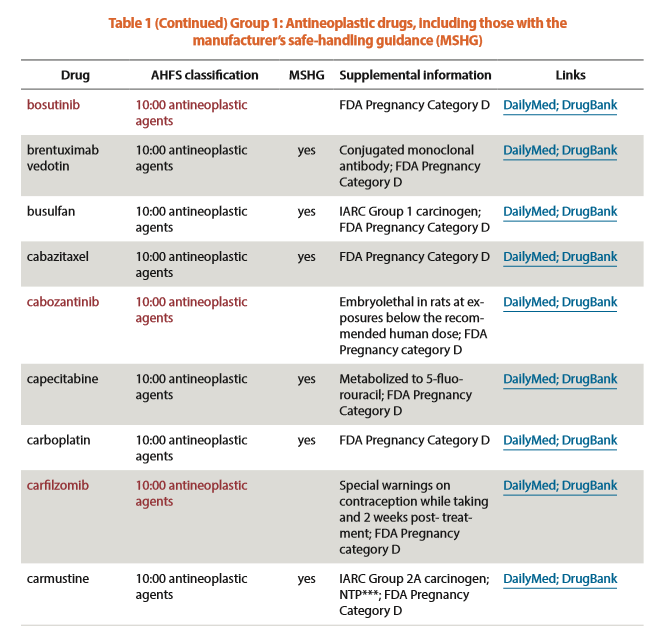 Table 1 (Continued) Group 1: Antineoplastic drugs, including those with the
manufacturer's safe-handling guidance (MSHG)
Drug AHFS classification MSHG Supplemental information Links
bosutinib 10:00 antineoplastic FDA Pregnancy Category D DailyMed; DrugBank
agents
brentuximab 10:00 antineoplastic yes Conjugated monoclonal DailyMed; DrugBank
vedotin agents antibody; FDA Pregnancy
Category D
busulfan 10:00 antineoplastic yes IARC Group 1 carcinogen; DailyMed; DrugBank
agents FDA Pregnancy Category D
cabazitaxel 10:00 antineoplastic yes FDA Pregnancy Category D DailyMed; DrugBank
agents
cabozantinib 10:00 antineoplastic Embryolethal in rats at ex- DailyMed; DrugBank
agents posures below the recom-
mended human dose; FDA
Pregnancy category D
capecitabine 10:00 antineoplastic yes Metabolized to 5-fluo- DailyMed; DrugBank
agents rouracil; FDA Pregnancy
Category D
carboplatin 10:00 antineoplastic yes FDA Pregnancy Category D DailyMed; DrugBank
agents
carfilzomib 10:00 antineoplastic Special warnings on DailyMed; DrugBank
agents contraception while taking
and 2 weeks post- treat-
ment; FDA Pregnancy
category D
carmustine 10:00 antineoplastic yes IARC Group 2A carcinogen; DailyMed; DrugBank
agents NTP***; FDA Pregnancy
Category D